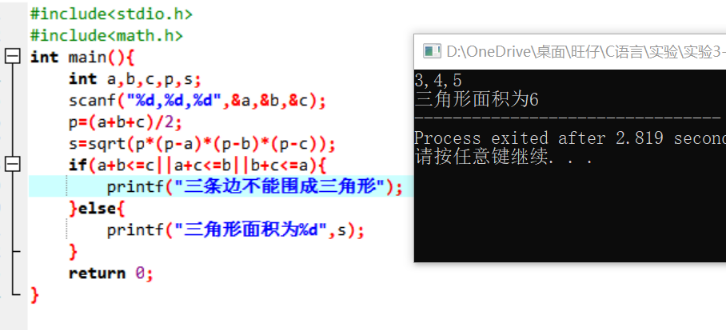 #include<stdio.h>
#include<math.h>
int main(){
int a,b,c,p,s;
scanf("%d,%d,%d",&a,&b,&c);
p=(a+b+c)/2;
s=sqrt(p*(p-a)*(p-b)*(p-c));
if(a+b<=c||a+c<=b||b+c<=a){
printf("三条边不能围成三角形");
}else{
printf("三角形面积为%d",s);
}
return 0;
}
D:\OneDrive\桌面\旺仔\C语言\实验\实验3-
3,4,5
三角形面积为6
--------------------------------
Process exited after 2.819 secon
请按任意键继续. . .